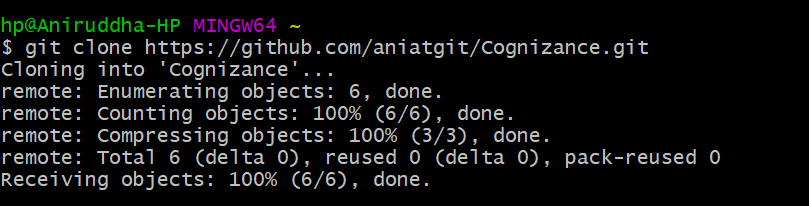 hp@Aniruddha-HP MINGW64 ~
$ git clone https://github.com/aniatgit/Cognizance.git
Cloning into 'Cognizance'...
remote: Enumerating objects: 6, done.
remote: Counting objects: 100% (6/6), done.
remote: Compressing objects: 100% (3/3), done.
remote: Total 6 (delta 0), reused 0 (delta 0), pack-reused 0
Receiving objects: 100% (6/6), done.